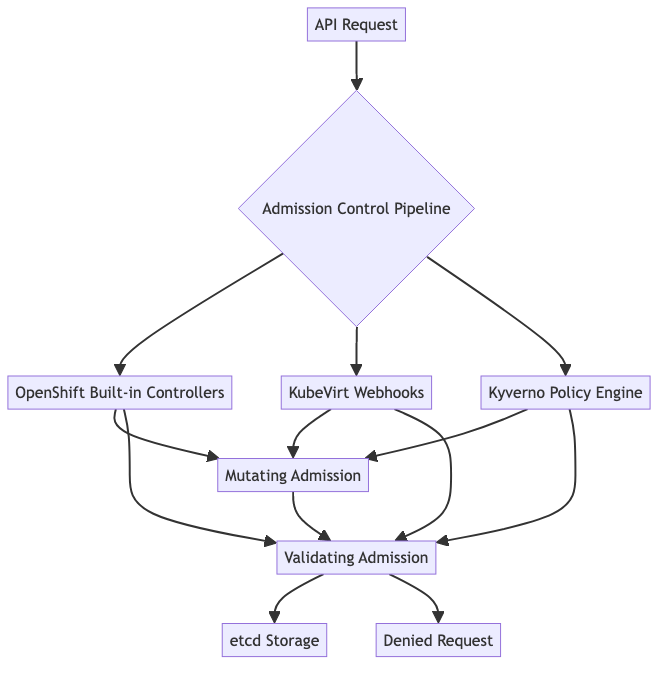 API Request
Admission Control Pipeline
OpenShift Built-in Controllers
KubeVirt Webhooks
Kyverno Policy Engine
Mutating Admission
Validating Admission
etcd Storage
Denied Request